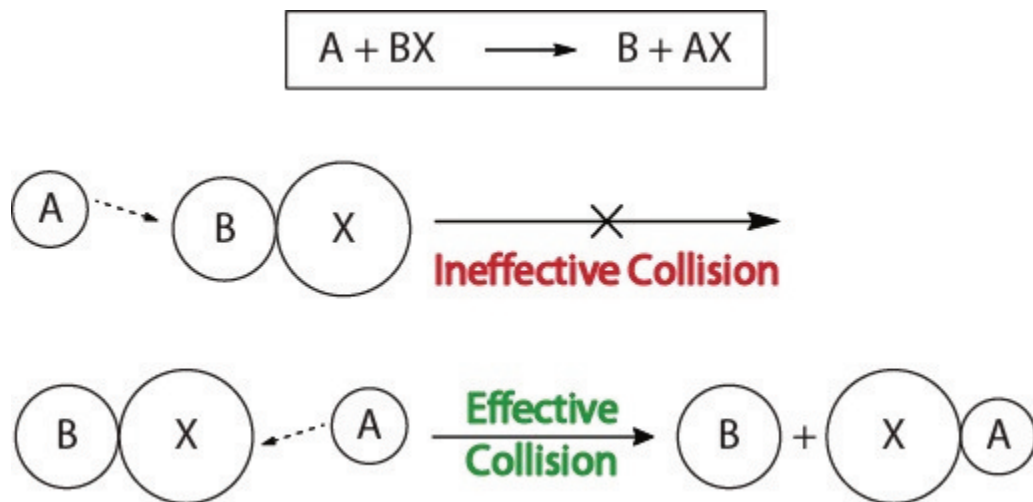 A + BX ⟶ B + AX
A B X
Ineffective Collision
B X A
Effective
Collision
B + X A